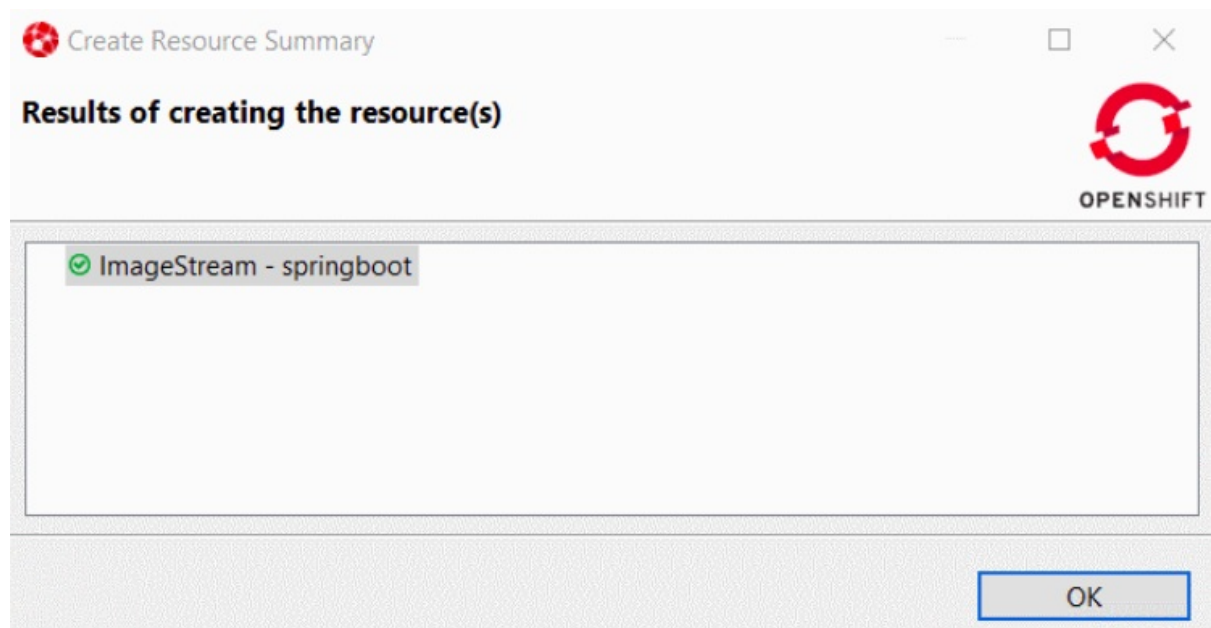 Create Resource Summary
Results of creating the resource(s)
OPENSHIFT
ImageStream - springboot
OK